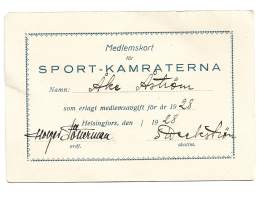 Medlemskort
för
SPORT-KAMRATERNA
Namn: Åke Åström
som erlagt medlemsavgift för år 1928
Helsingfors, den / 1928
ordf. skattm.